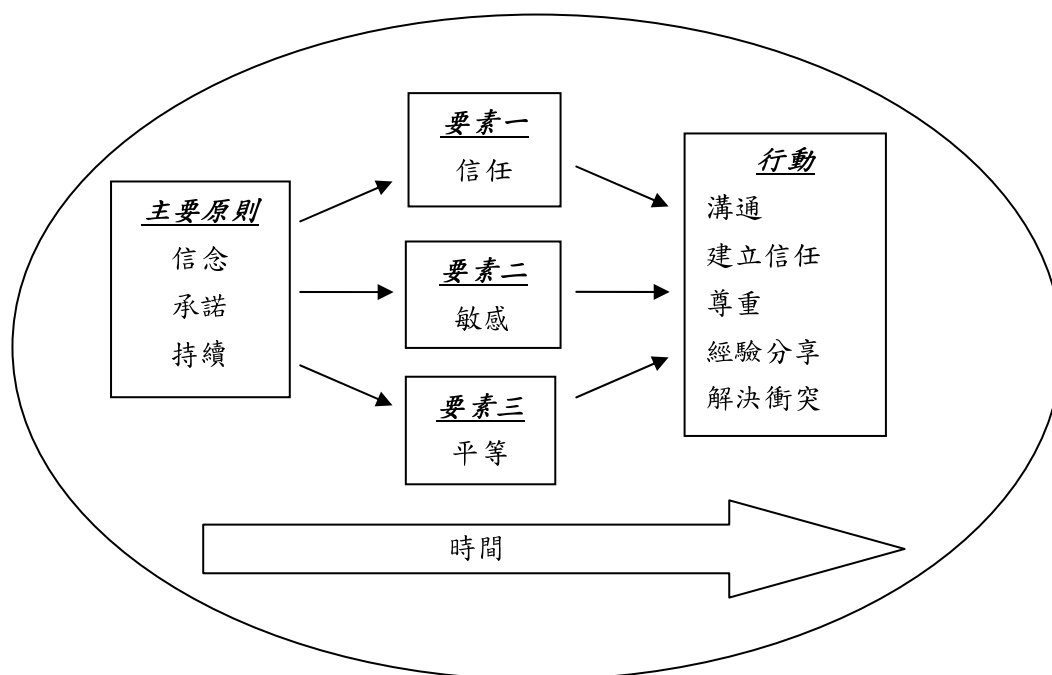 主要原則
信念
承諾
持續
要素一
信任
要素二
敏感
要素三
平等
行動
溝通
建立信任
尊重
經驗分享
解決衝突
時間